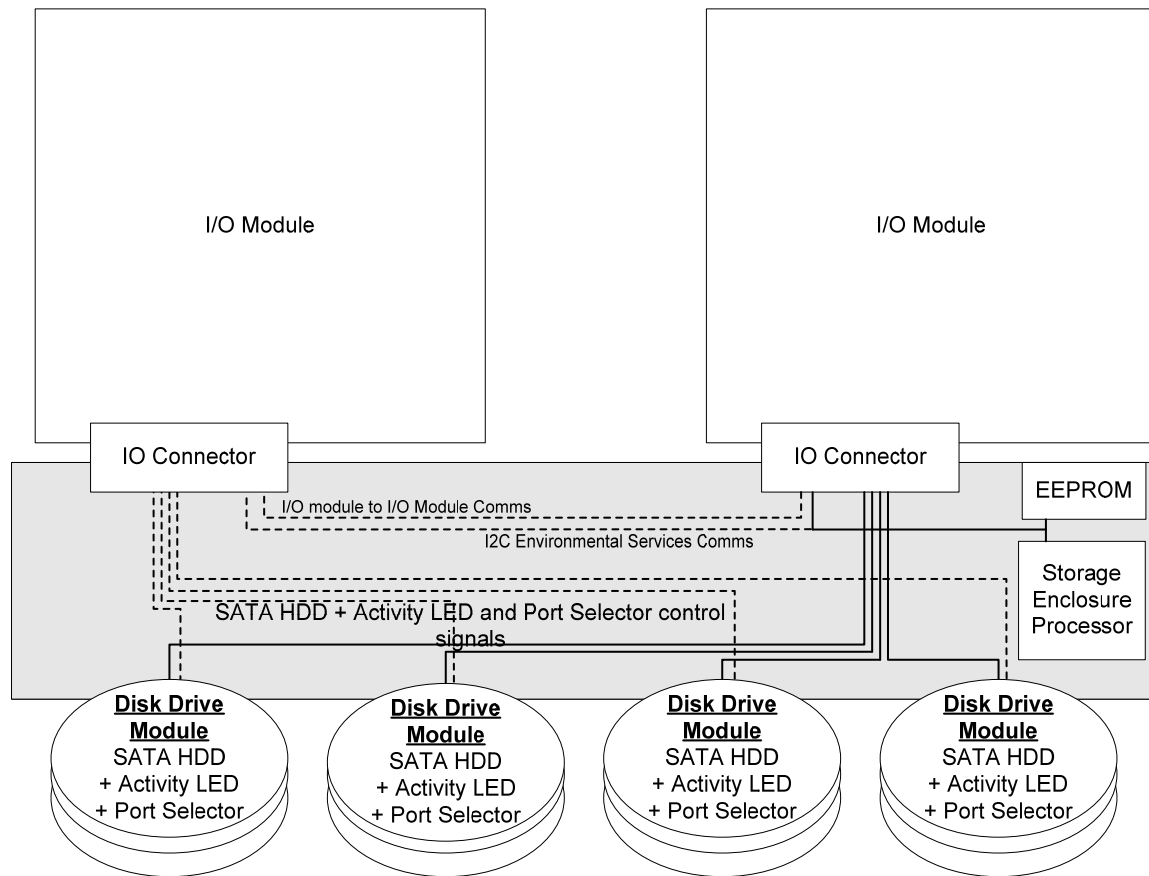 I/O Module
I/O Module
IO Connector
IO Connector
EEPROM
I/O module to I/O Module Comms
I2C Environmental Services Comms
Storage
Enclosure
Processor
SATA HDD + Activity LED and Port Selector control
signals
Disk Drive
Module
SATA HDD
+ Activity LED
+ Port Selector
Disk Drive
Module
SATA HDD
+ Activity LED
+ Port Selector
Disk Drive
Module
SATA HDD
+ Activity LED
+ Port Selector
Disk Drive
Module
SATA HDD
+ Activity LED
+ Port Selector